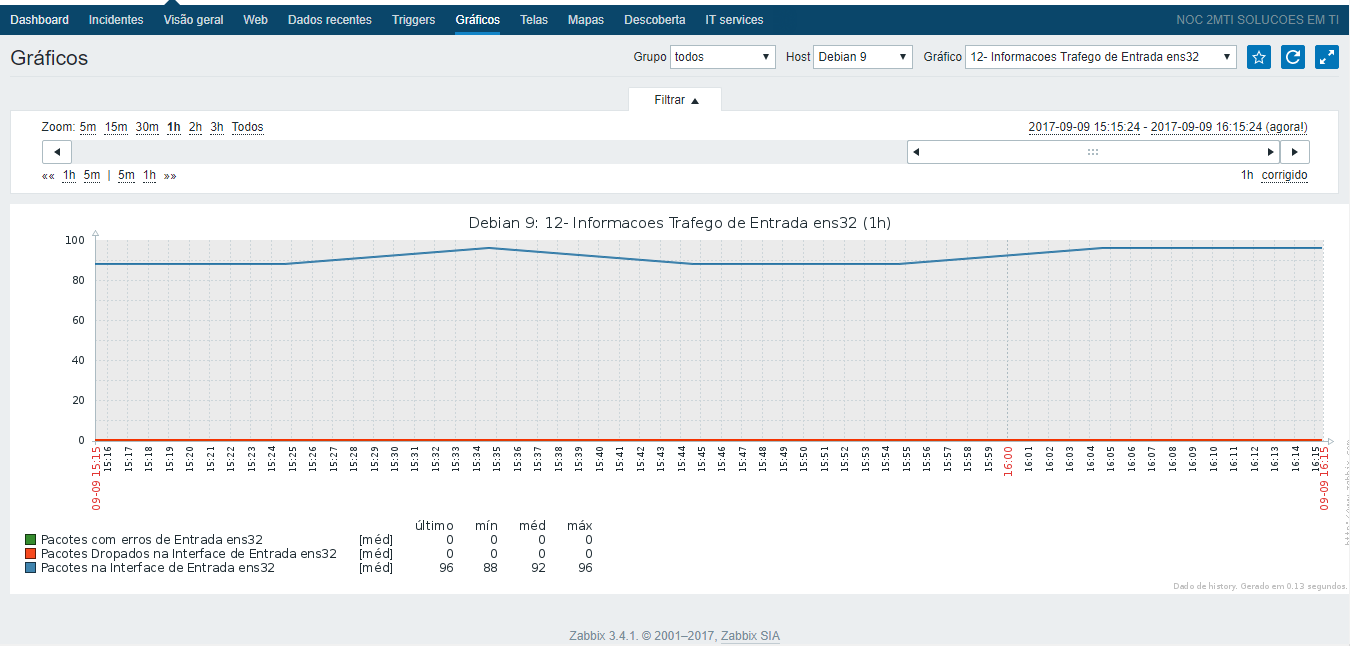 Dashboard Incidentes Visão geral Web Dados recentes Triggers Gráficos Telas Mapas Descoberta IT services NOC 2MTI SOLUCOES EM TI
Gráficos Grupo todos Host Debian 9 Gráfico 12- Informacoes Trafego de Entrada ens32
Filtrar ▲
Zoom: 5m 15m 30m 1h 2h 3h Todos 2017-09-09 15:15:24 - 2017-09-09 16:15:24 (agora!)
«« 1h 5m | 5m 1h »» 1h corrigido
Debian 9: 12- Informacoes Trafego de Entrada ens32 (1h)
100
80
60
40
20
0
09-09 15:15 15:16 15:17 15:18 15:19 15:20 15:21 15:22 15:23 15:24 15:25 15:26 15:27 15:28 15:29 15:30 15:31 15:32 15:33 15:34 15:35 15:36 15:37 15:38 15:39 15:40 15:41 15:42 15:43 15:44 15:45 15:46 15:47 15:48 15:49 15:50 15:51 15:52 15:53 15:54 15:55 15:56 15:57 15:58 15:59 16:00 16:01 16:02 16:03 16:04 16:05 16:06 16:07 16:08 16:09 16:10 16:11 16:12 16:13 16:14 16:15 09-09 16:15
último mín méd máx
Pacotes com erros de Entrada ens32 [méd] 0 0 0 0
Pacotes Dropados na Interface de Entrada ens32 [méd] 0 0 0 0
Pacotes na Interface de Entrada ens32 [méd] 96 88 92 96
Dado de history. Gerado em 0.13 segundos.
Zabbix 3.4.1. © 2001–2017, Zabbix SIA